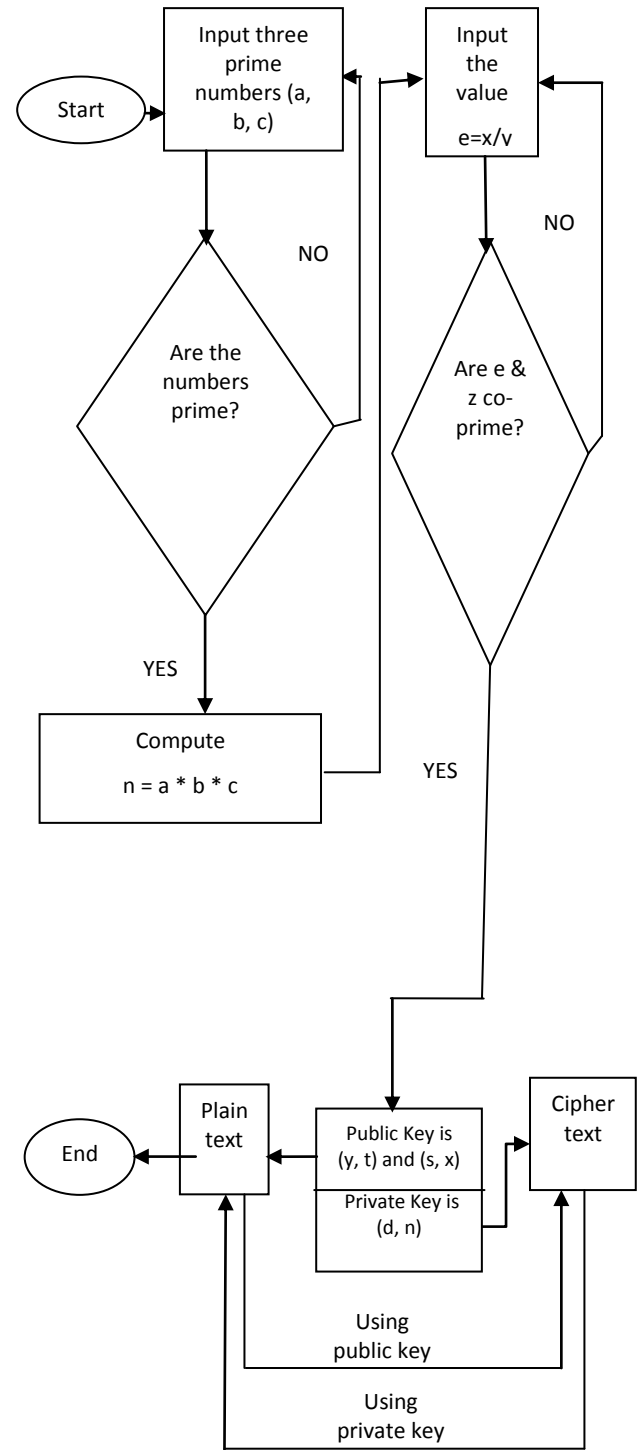 Start
Input three
prime
numbers (a,
b, c)
NO
Are the
numbers
prime?
YES
Compute
n = a * b * c
Input
the
value
e=x/v
NO
Are e &
z co-
prime?
YES
Public Key is
(y, t) and (s, x)
Private Key is
(d, n)
Plain
text
End
Cipher
text
Using
public key
Using
private key